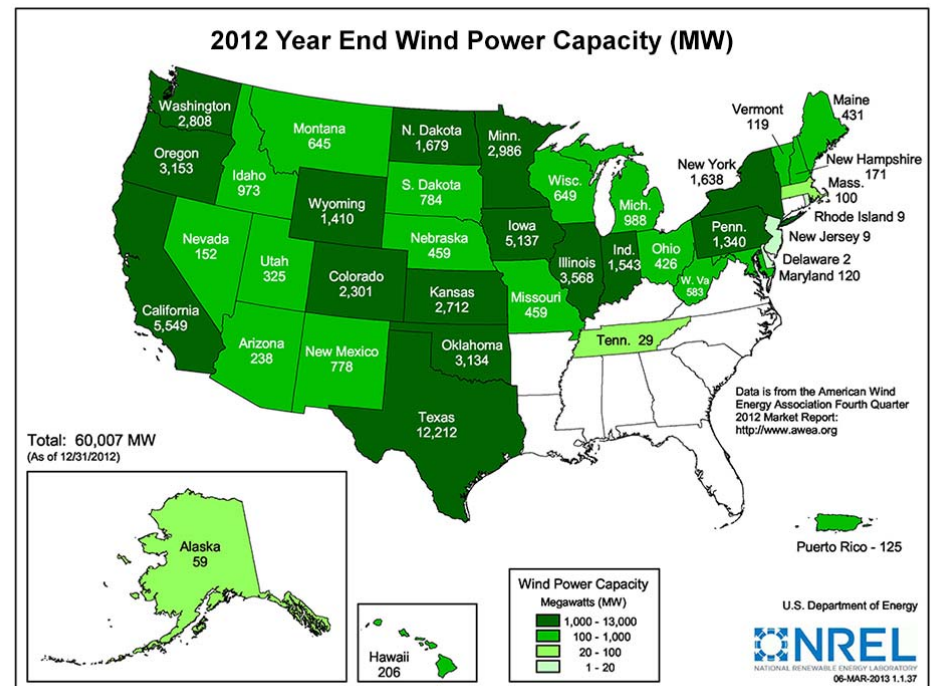 2012 Year End Wind Power Capacity (MW)
Washington
2,808
Oregon
3,153
Idaho
973
Montana
645
N. Dakota
1,679
Minn.
2,986
Wyoming
1,410
S. Dakota
784
Wisc.
649
Mich.
988
New York
1,638
Vermont
119
Maine
431
New Hampshire
171
Mass.
100
Rhode Island 9
New Jersey 9
Delaware 2
Maryland 120
Nevada
152
Utah
325
Colorado
2,301
Nebraska
459
Iowa
5,137
Illinois
3,568
Ind.
1,543
Ohio
426
Penn.
1,340
W. Va
583
California
5,549
Arizona
238
New Mexico
778
Kansas
2,712
Missouri
459
Oklahoma
3,134
Tenn. 29
Texas
12,212
Data is from the American Wind
Energy Association Fourth Quarter
2012 Market Report:
http://www.awea.org
Total: 60,007 MW
(As of 12/31/2012)
Alaska
59
Hawaii
206
Puerto Rico - 125
Wind Power Capacity
Megawatts (MW)
1,000 - 13,000
100 - 1,000
20 - 100
1 - 20
U.S. Department of Energy
NREL
NATIONAL RENEWABLE ENERGY LABORATORY
06-MAR-2013 1.1.37